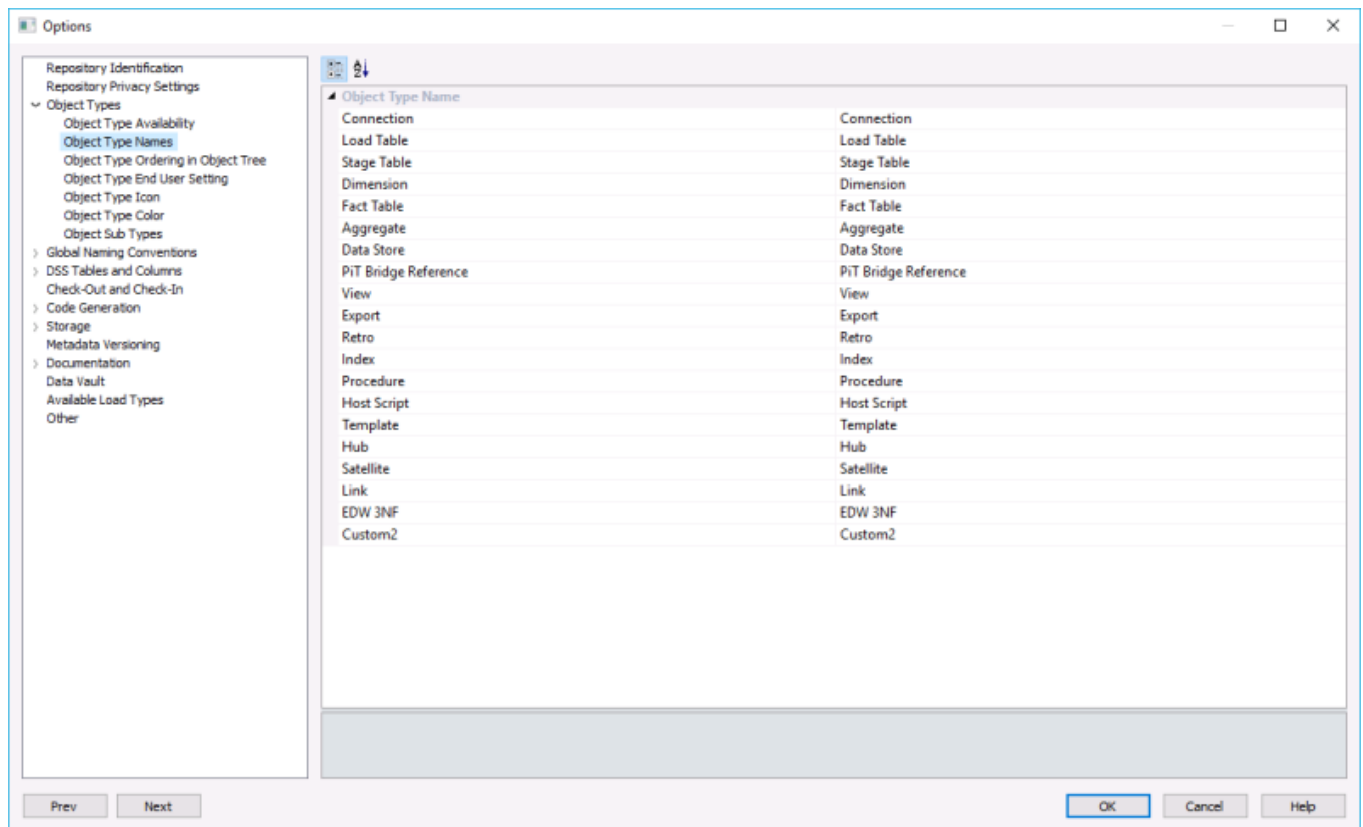 Options
Repository Identification
Repository Privacy Settings
Object Types
Object Type Availability
Object Type Names
Object Type Ordering in Object Tree
Object Type End User Setting
Object Type Icon
Object Type Color
Object Sub Types
Global Naming Conventions
DSS Tables and Columns
Check-Out and Check-In
Code Generation
Storage
Metadata Versioning
Documentation
Data Vault
Available Load Types
Other
Object Type Name
Connection Connection
Load Table Load Table
Stage Table Stage Table
Dimension Dimension
Fact Table Fact Table
Aggregate Aggregate
Data Store Data Store
PiT Bridge Reference PiT Bridge Reference
View View
Export Export
Retro Retro
Index Index
Procedure Procedure
Host Script Host Script
Template Template
Hub Hub
Satellite Satellite
Link Link
EDW 3NF EDW 3NF
Custom2 Custom2
Prev Next OK Cancel Help